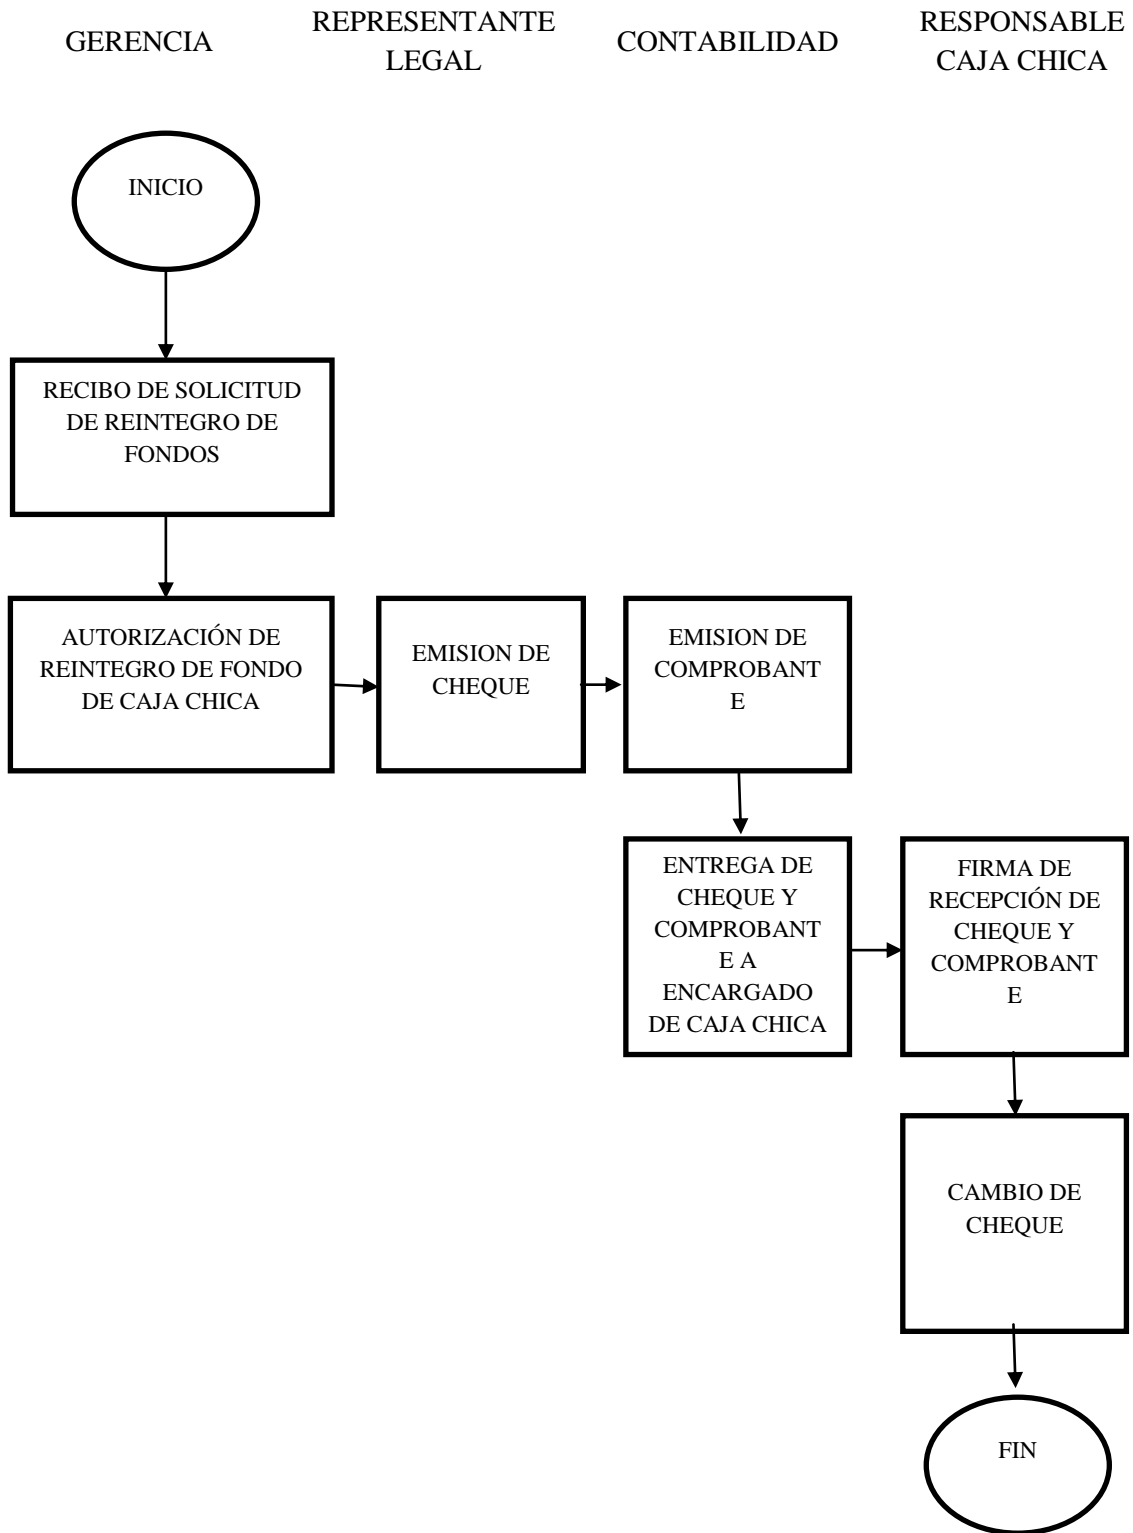 GERENCIA
REPRESENTANTE
LEGAL
CONTABILIDAD
RESPONSABLE
CAJA CHICA
INICIO
RECIBO DE SOLICITUD
DE REINTEGRO DE
FONDOS
AUTORIZACIÓN DE
REINTEGRO DE FONDO
DE CAJA CHICA
EMISION DE
CHEQUE
EMISION DE
COMPROBANT
E
ENTREGA DE
CHEQUE Y
COMPROBANT
E A
ENCARGADO
DE CAJA CHICA
FIRMA DE
RECEPCIÓN DE
CHEQUE Y
COMPROBANT
E
CAMBIO DE
CHEQUE
FIN